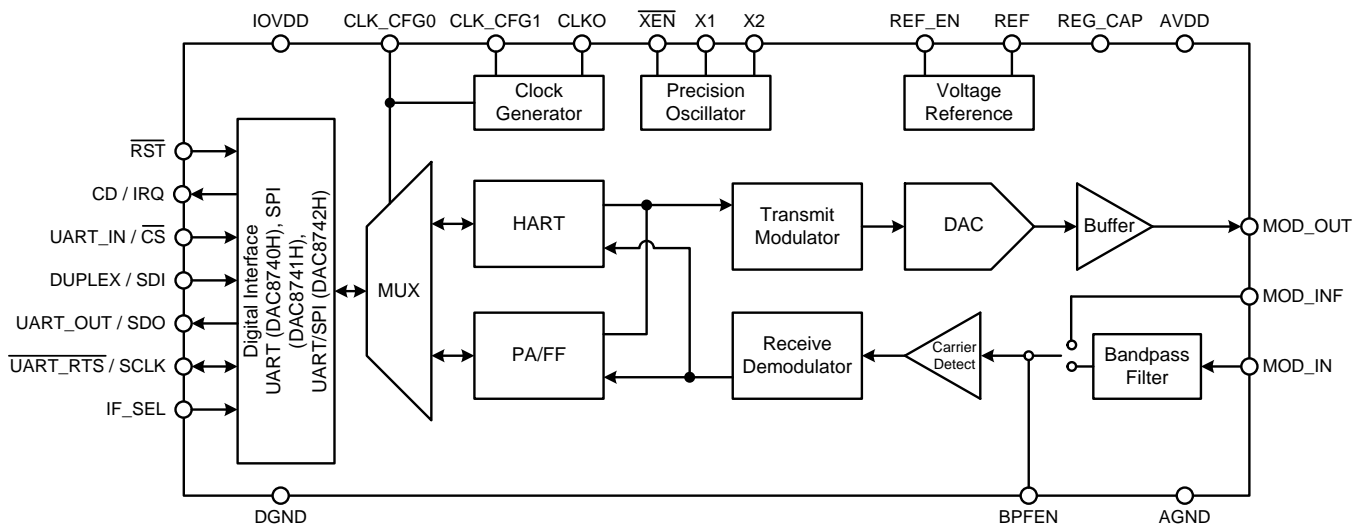 IOVDD
CLK_CFG0
CLK_CFG1
CLKO
XEN
X1
X2
REF_EN
REF
REG_CAP
AVDD
Clock
Generator
Precision
Oscillator
Voltage
Reference
RST
CD / IRQ
UART_IN / CS
DUPLEX / SDI
UART_OUT / SDO
UART_RTS / SCLK
IF_SEL
Digital Interface
UART (DAC8740H), SPI
(DAC8741H),
UART/SPI (DAC8742H)
MUX
HART
PA/FF
Transmit
Modulator
DAC
Buffer
MOD_OUT
Receive
Demodulator
Carrier
Detect
MOD_INF
Bandpass
Filter
MOD_IN
DGND
BPFEN
AGND